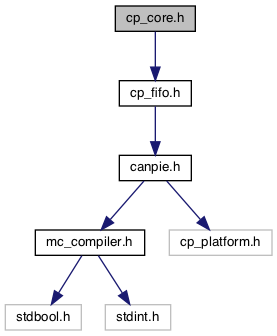 cp_core.h
cp_fifo.h
canpie.h
mc_compiler.h
cp_platform.h
stdbool.h
stdint.h